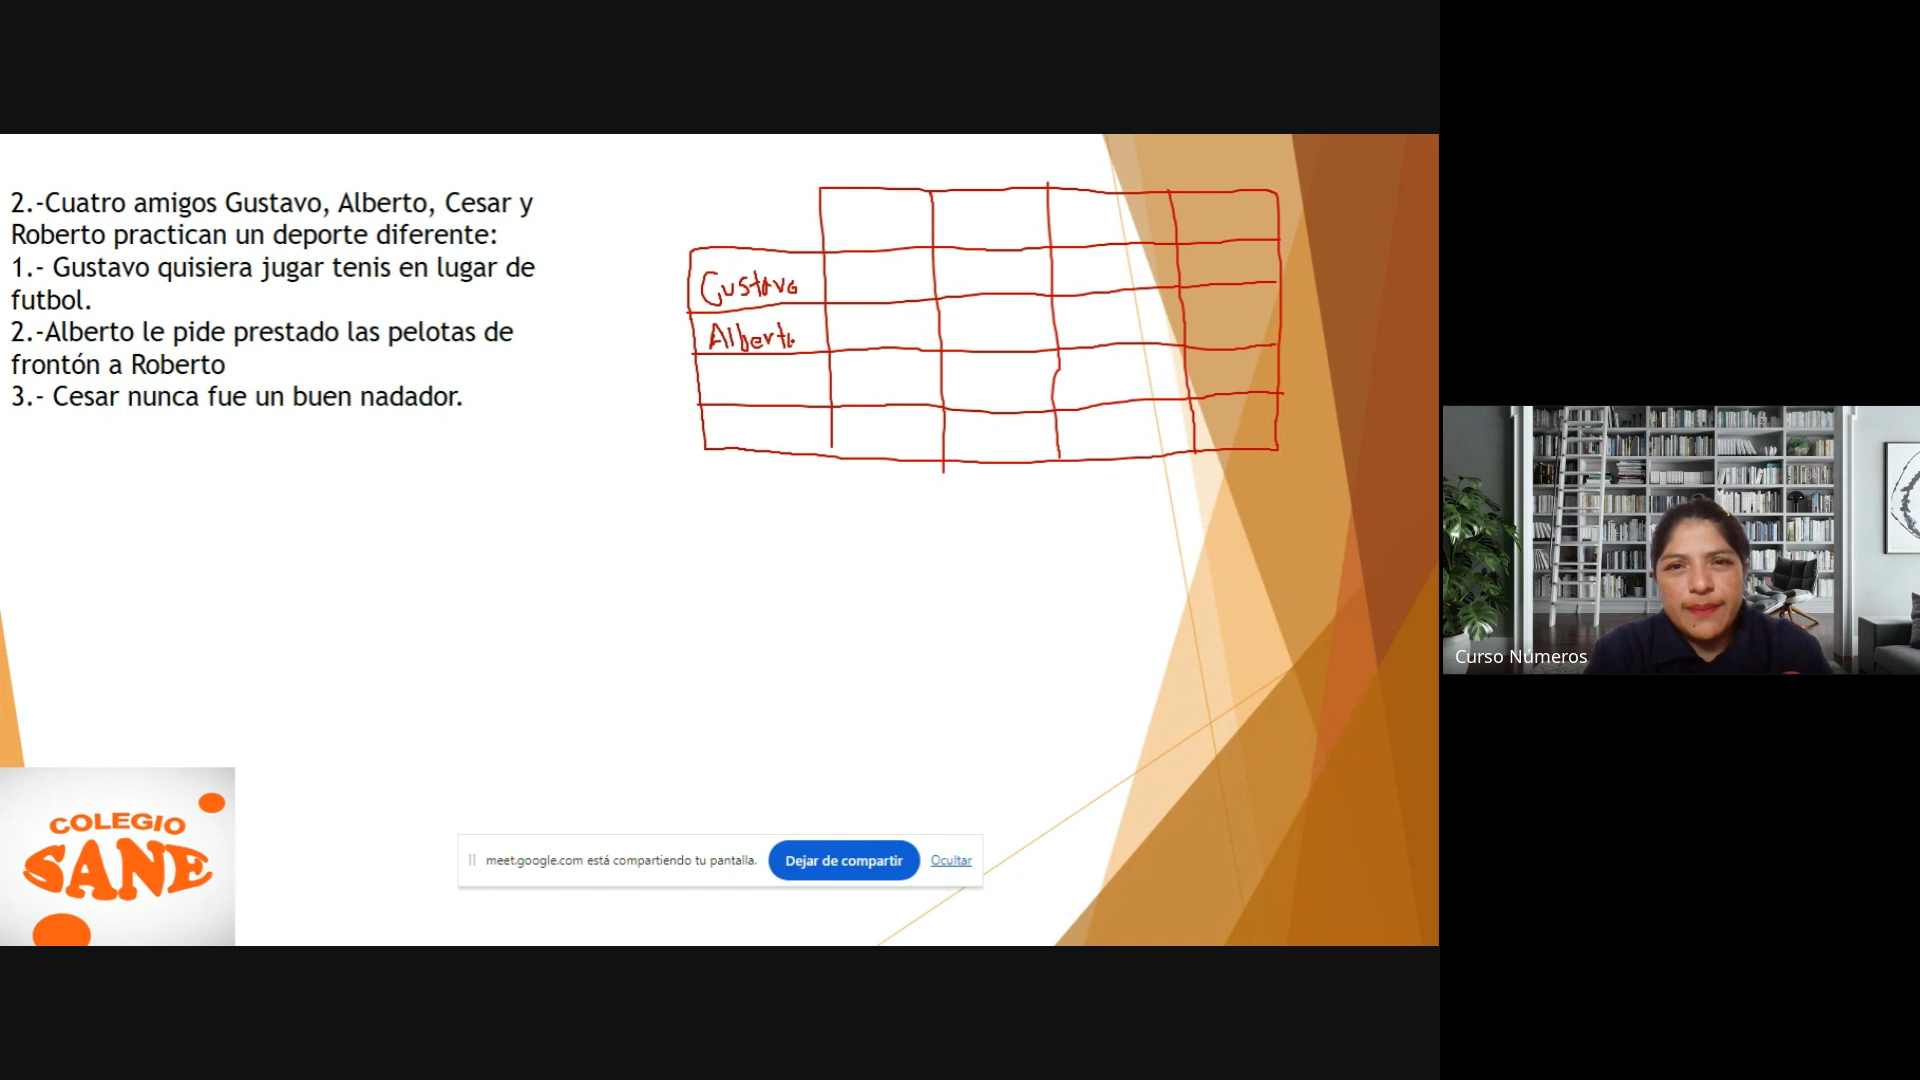 2.-Cuatro amigos Gustavo, Alberto, Cesar y
Roberto practican un deporte diferente:
1.- Gustavo quisiera jugar tenis en lugar de
futbol.
2.-Alberto le pide prestado las pelotas de
frontón a Roberto
3.- Cesar nunca fue un buen nadador.
Gustavo
Alberto
COLEGIO
SANE
meet.google.com está compartiendo tu pantalla.
Dejar de compartir
Ocultar
Curso Números